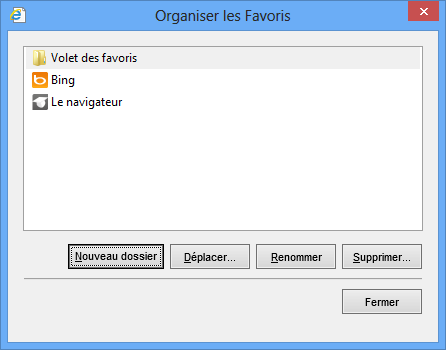 Organiser les Favoris
Volet des favoris
Bing
Le navigateur
Nouveau dossier Déplacer... Renommer Supprimer...
Fermer